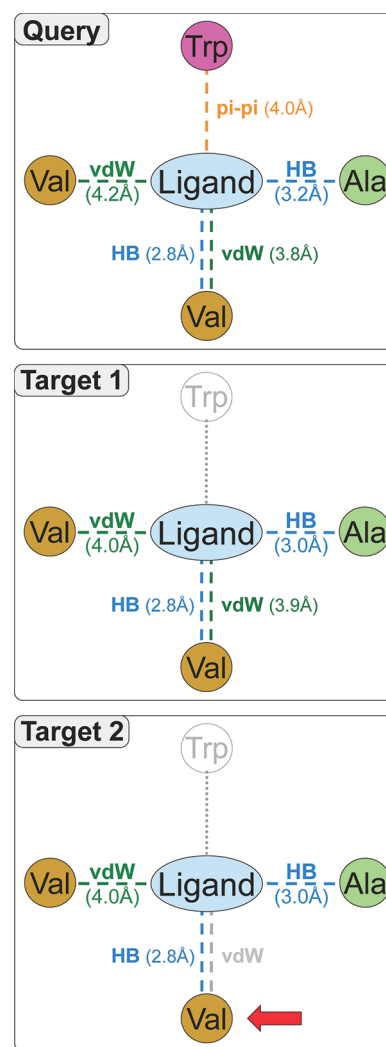 Query
Trp
pi-pi (4.0Å)
vdW HB
Val Ligand Ala
(4.2Å) (3.2Å)
HB (2.8Å) vdW (3.8Å)
Val
Target 1
Trp
vdW HB
Val Ligand Ala
(4.0Å) (3.0Å)
HB (2.8Å) vdW (3.9Å)
Val
Target 2
Trp
vdW HB
Val Ligand Ala
(4.0Å) (3.0Å)
HB (2.8Å) vdW
Val